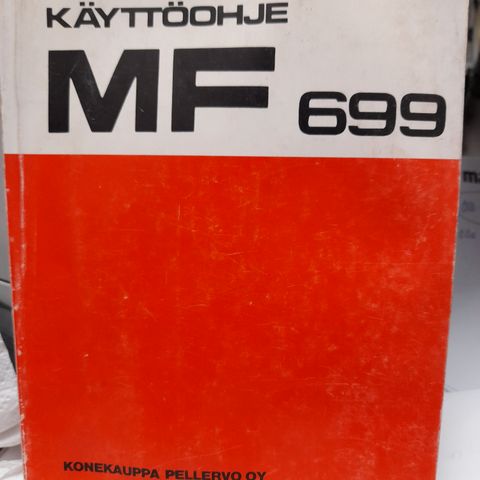 KÄYTTÖOHJE
MF 699
KONEKAUPPA PELLERVO OY